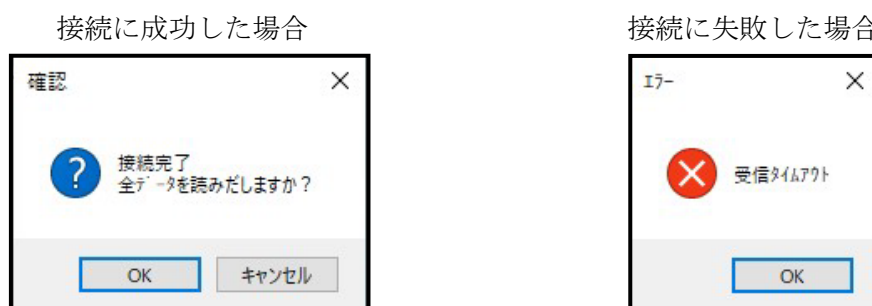 接続に成功した場合
確認
接続完了
全ﾃﾞｰﾀを読みだしますか？
OK
キャンセル
接続に失敗した場合
ｴﾗｰ
受信ﾀｲﾑｱｳﾄ
OK